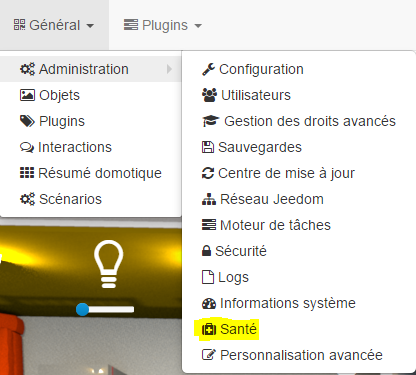 Général Plugins
Administration
Objets
Plugins
Interactions
Résumé domotique
Scénarios
Configuration
Utilisateurs
Gestion des droits avancés
Sauvegardes
Centre de mise à jour
Réseau Jeedom
Moteur de tâches
Sécurité
Logs
Informations système
Santé
Personnalisation avancée